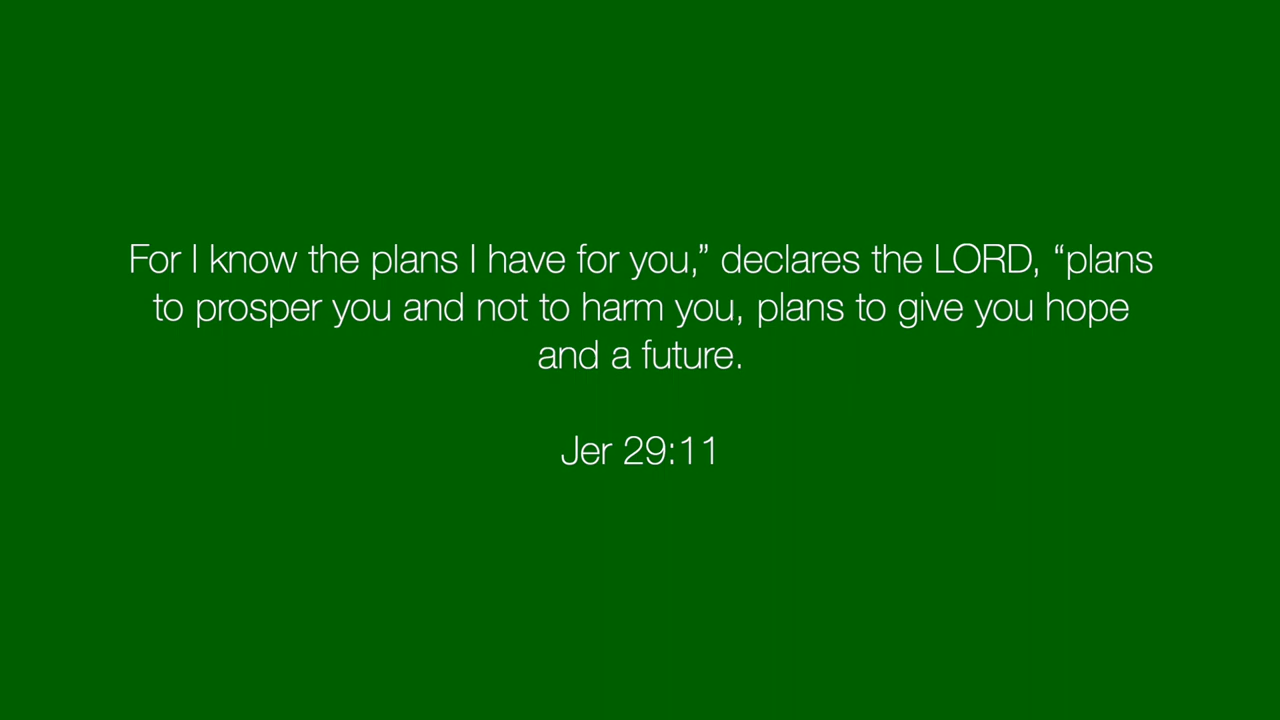 For I know the plans I have for you,” declares the LORD, “plans
to prosper you and not to harm you, plans to give you hope
and a future.
Jer 29:11